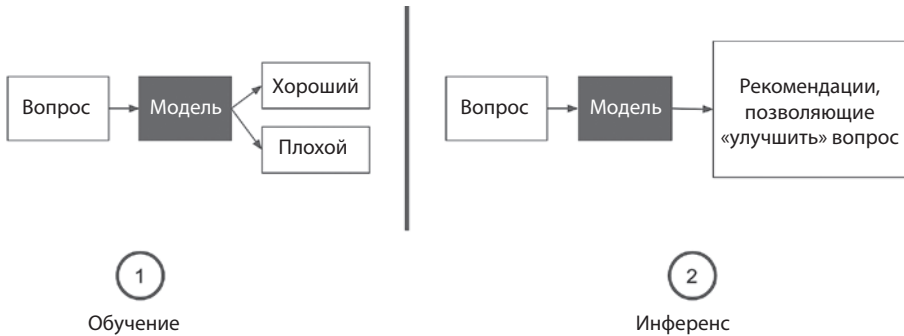 Вопрос
Модель
Хороший
Плохой
1
Обучение
Вопрос
Модель
Рекомендации,
позволяющие
«улучшить» вопрос
2
Инференс